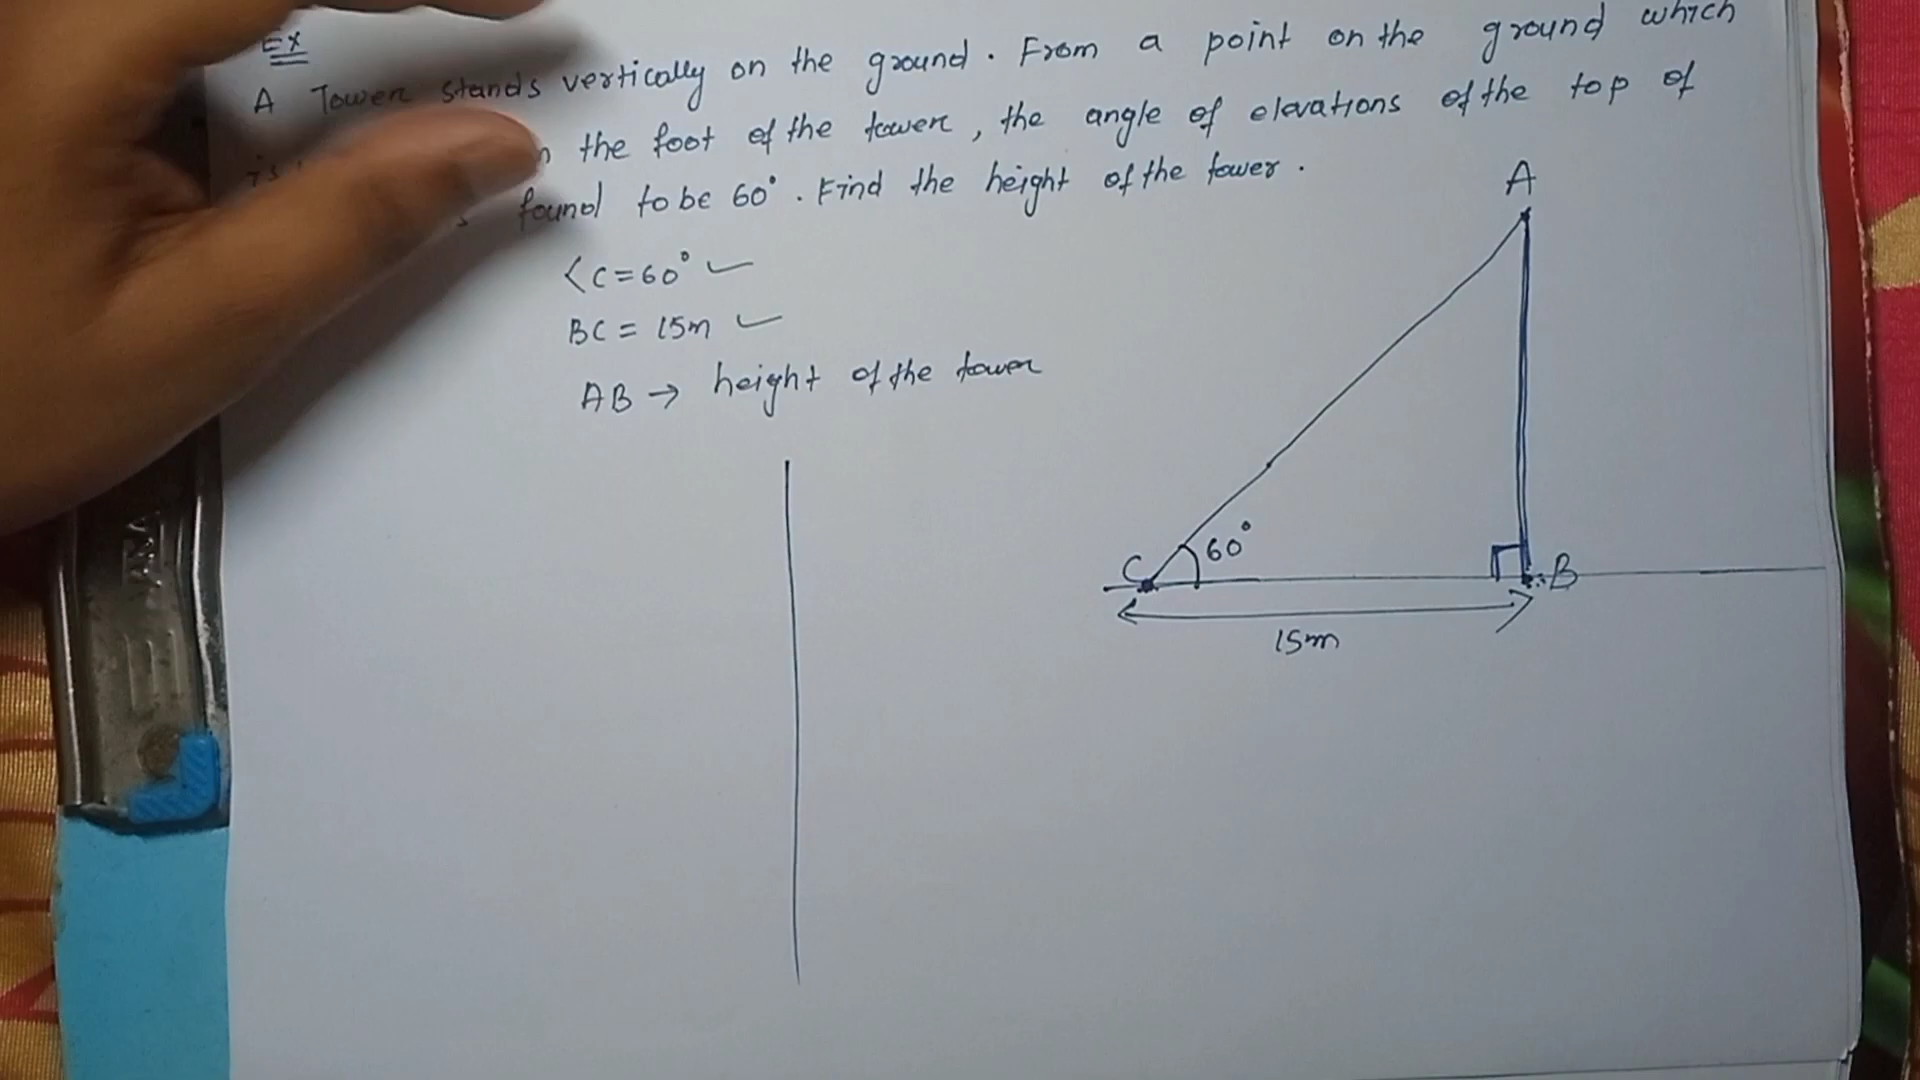 Ex
A Tower stands vertically on the ground. From a point on the ground which
is the foot of the tower, the angle of elevations of the top of
found to be 60°. Find the height of the tower.
<C=60°
BC = 15m
AB → height of the tower
A
C
60°
B
15m